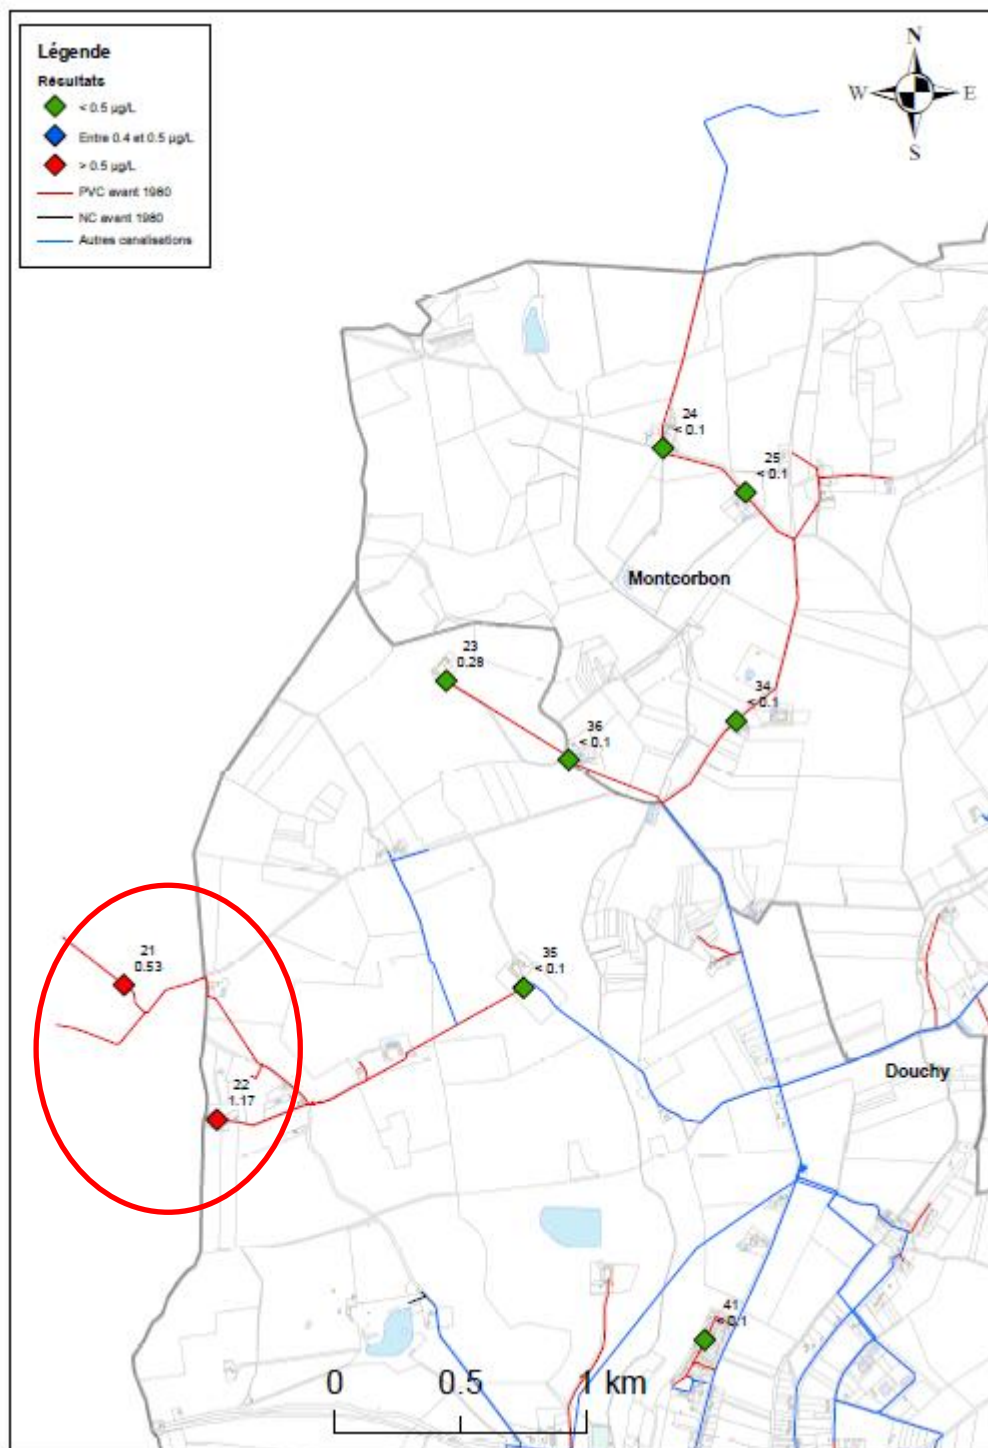 Légende
Résultats
< 0.5 µg/L
Entre 0.4 et 0.5 µg/L
> 0.5 µg/L
PVC avant 1980
NC avant 1980
Autres canalisations
N
W E
S
24
< 0.1
25
< 0.1
Montcorbon
23
0.28
34
< 0.1
36
< 0.1
21
0.53
35
< 0.1
Douchy
22
1.17
41
< 0.1
0 0.5 1 km